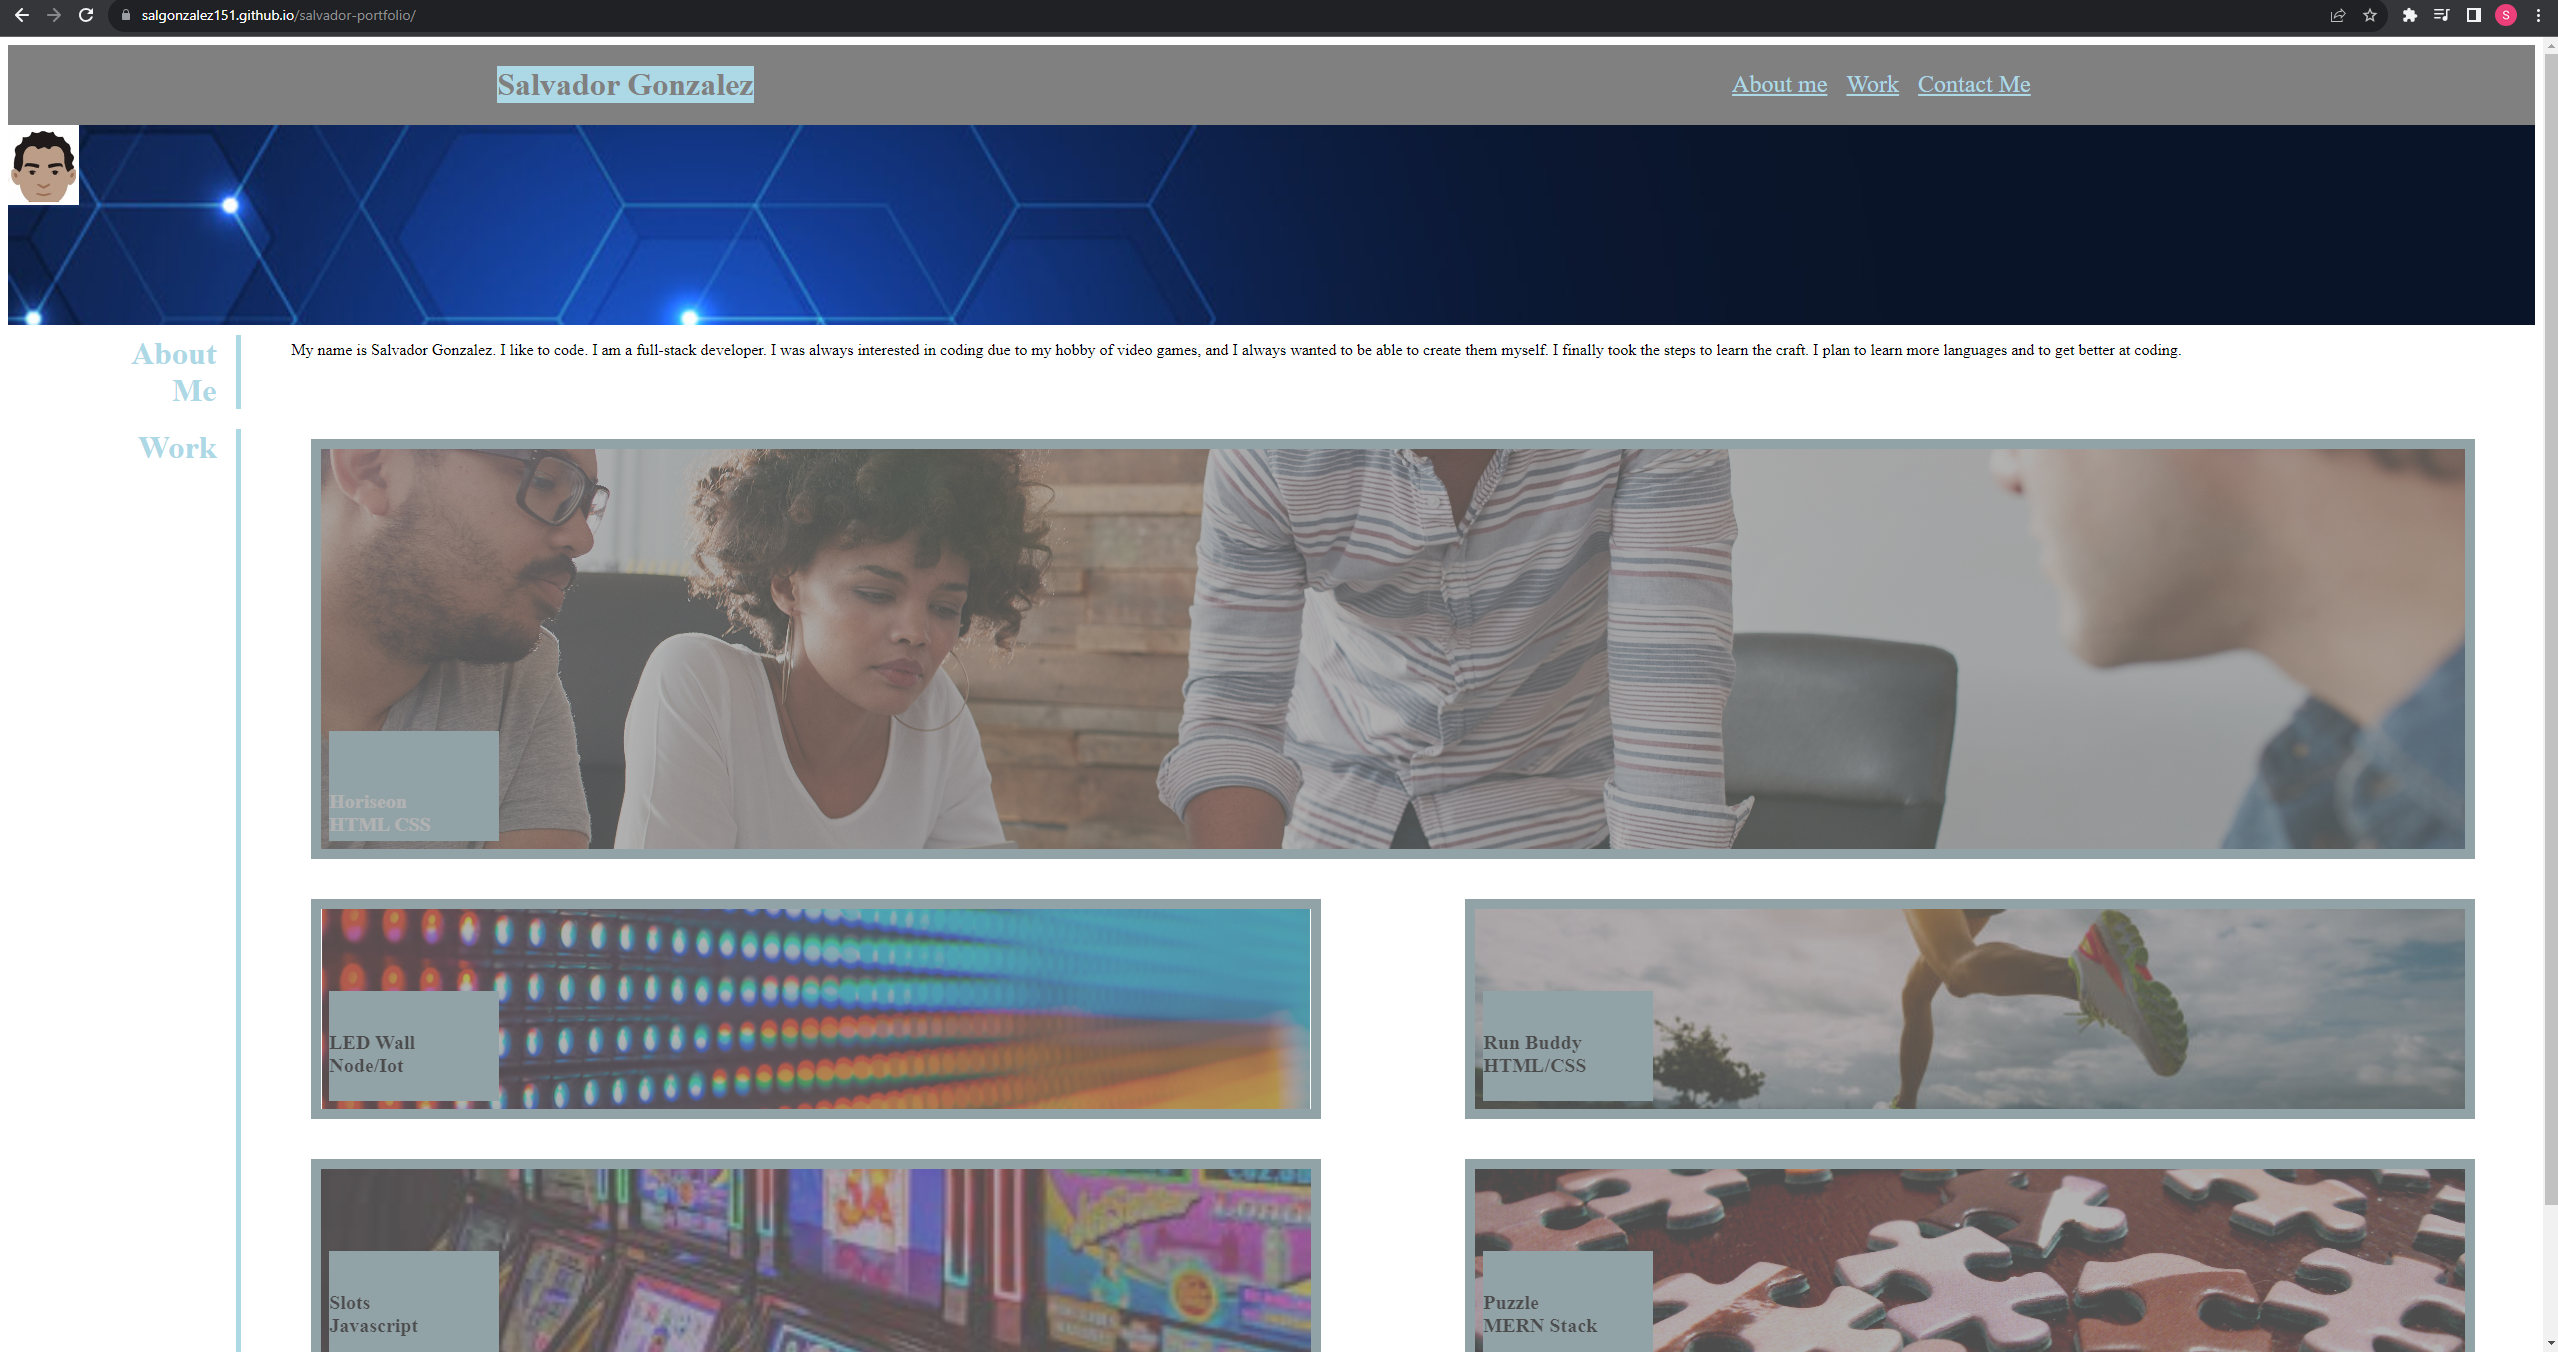 salgonzalez151.github.io/salvador-portfolio/
S
Salvador Gonzalez
About me Work Contact Me
About
Me
My name is Salvador Gonzalez. I like to code. I am a full-stack developer. I was always interested in coding due to my hobby of video games, and I always wanted to be able to create them myself. I finally took the steps to learn the craft. I plan to learn more languages and to get better at coding.
Work
Horiseon
HTML CSS
LED Wall
Node/Iot
Run Buddy
HTML/CSS
Slots
Javascript
Puzzle
MERN Stack